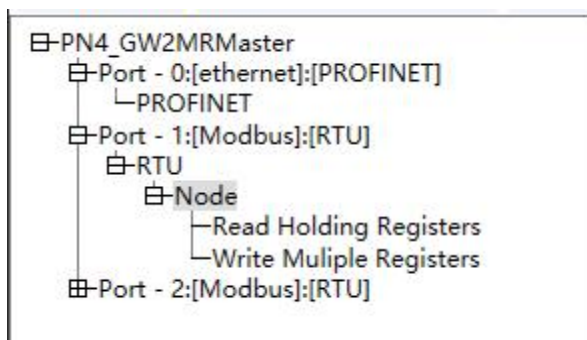 PN4_GW2MRMaster
Port - 0:[ethernet]:[PROFINET]
PROFINET
Port - 1:[Modbus]:[RTU]
RTU
Node
Read Holding Registers
Write Muliple Registers
Port - 2:[Modbus]:[RTU]